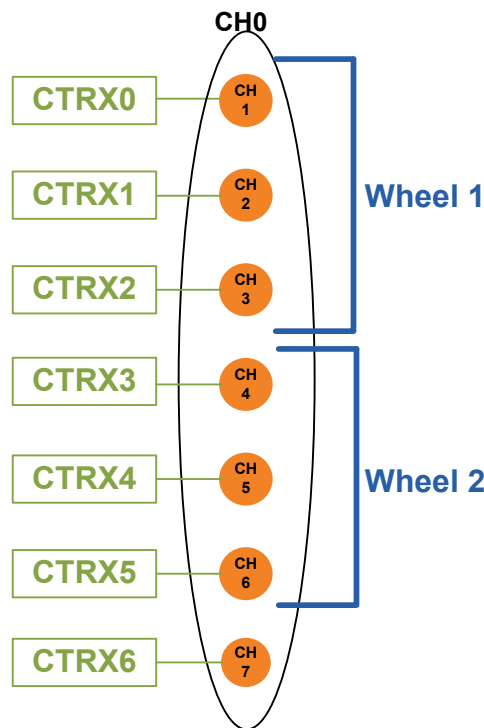 CH0
CTRX0
CH
1
CTRX1
CH
2
Wheel 1
CTRX2
CH
3
CTRX3
CH
4
CTRX4
CH
5
Wheel 2
CTRX5
CH
6
CTRX6
CH
7